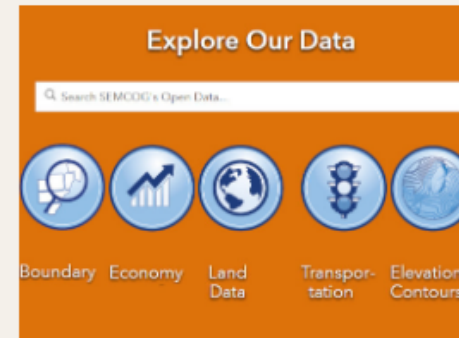 Explore Our Data
Search SEMCOG's Open Data...
Boundary Economy Land Data Transpor-tation Elevation Contours